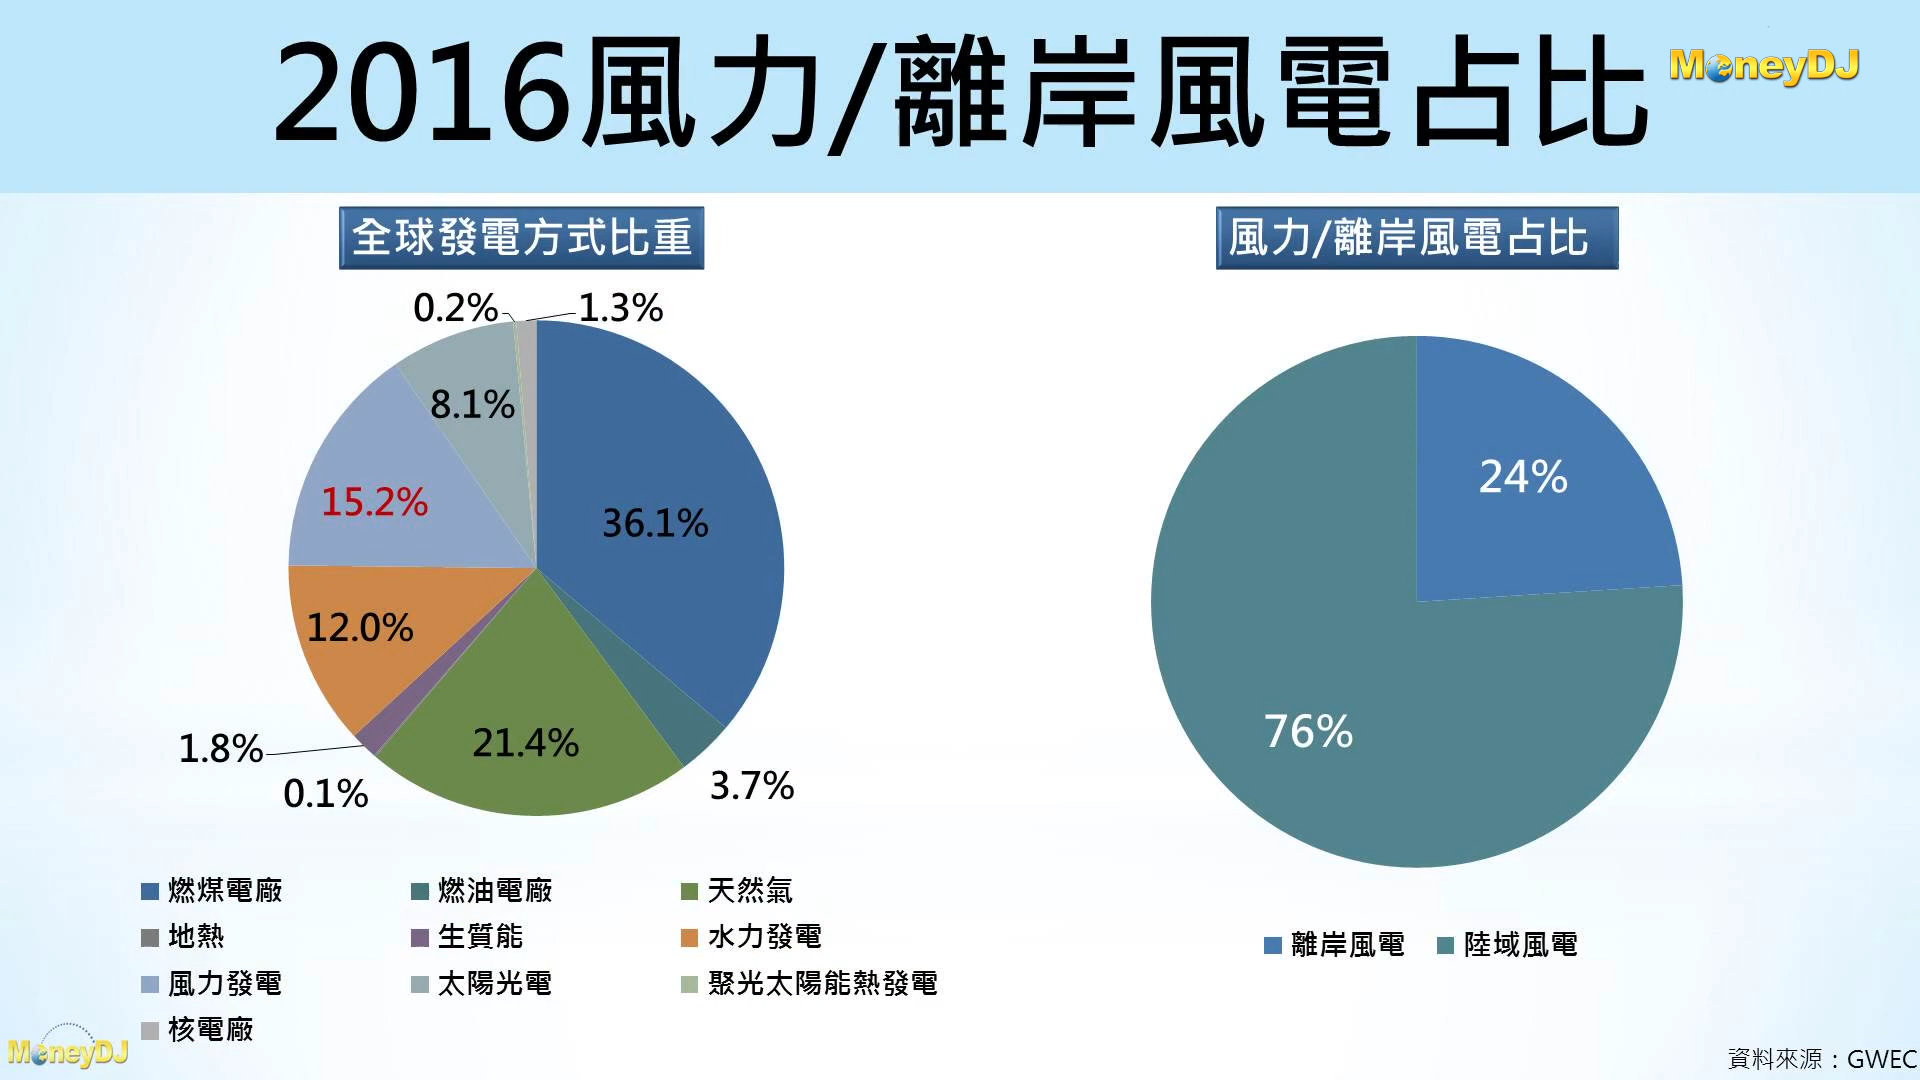 2016風力/離岸風電占比
MoneyDJ
全球發電方式比重
0.2%
1.3%
8.1%
15.2%
36.1%
12.0%
21.4%
1.8%
0.1%
3.7%
燃煤電廠 燃油電廠 天然氣
地熱 生質能 水力發電
風力發電 太陽光電 聚光太陽能熱發電
核電廠
風力/離岸風電占比
24%
76%
離岸風電 陸域風電
MoneyDJ
資料來源：GWEC